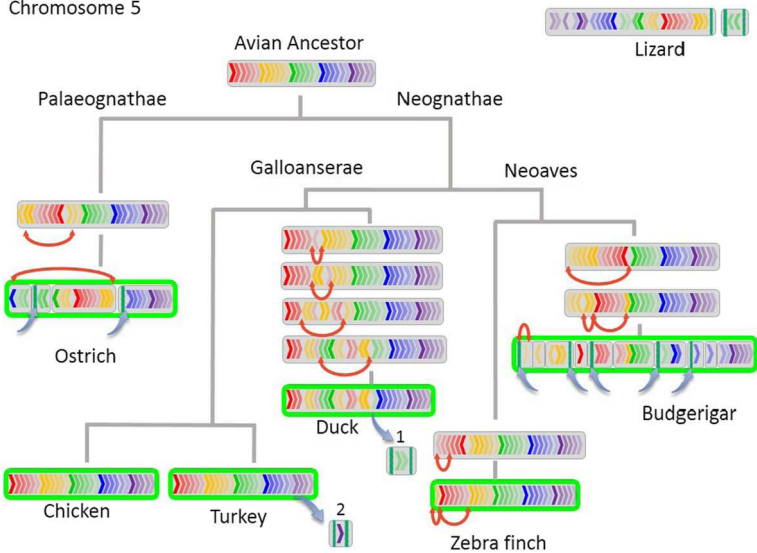 Chromosome 5
Lizard
Avian Ancestor
Palaeognathae
Neognathae
Galloanserae
Neoaves
Ostrich
Duck
1
Budgerigar
Chicken
Turkey
2
Zebra finch